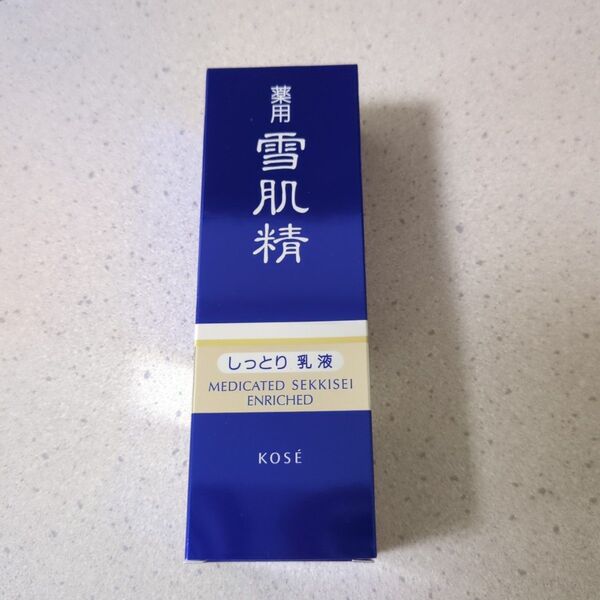 薬用
雪肌精
しっとり 乳液
MEDICATED SEKKISEI
ENRICHED
KOSÉ